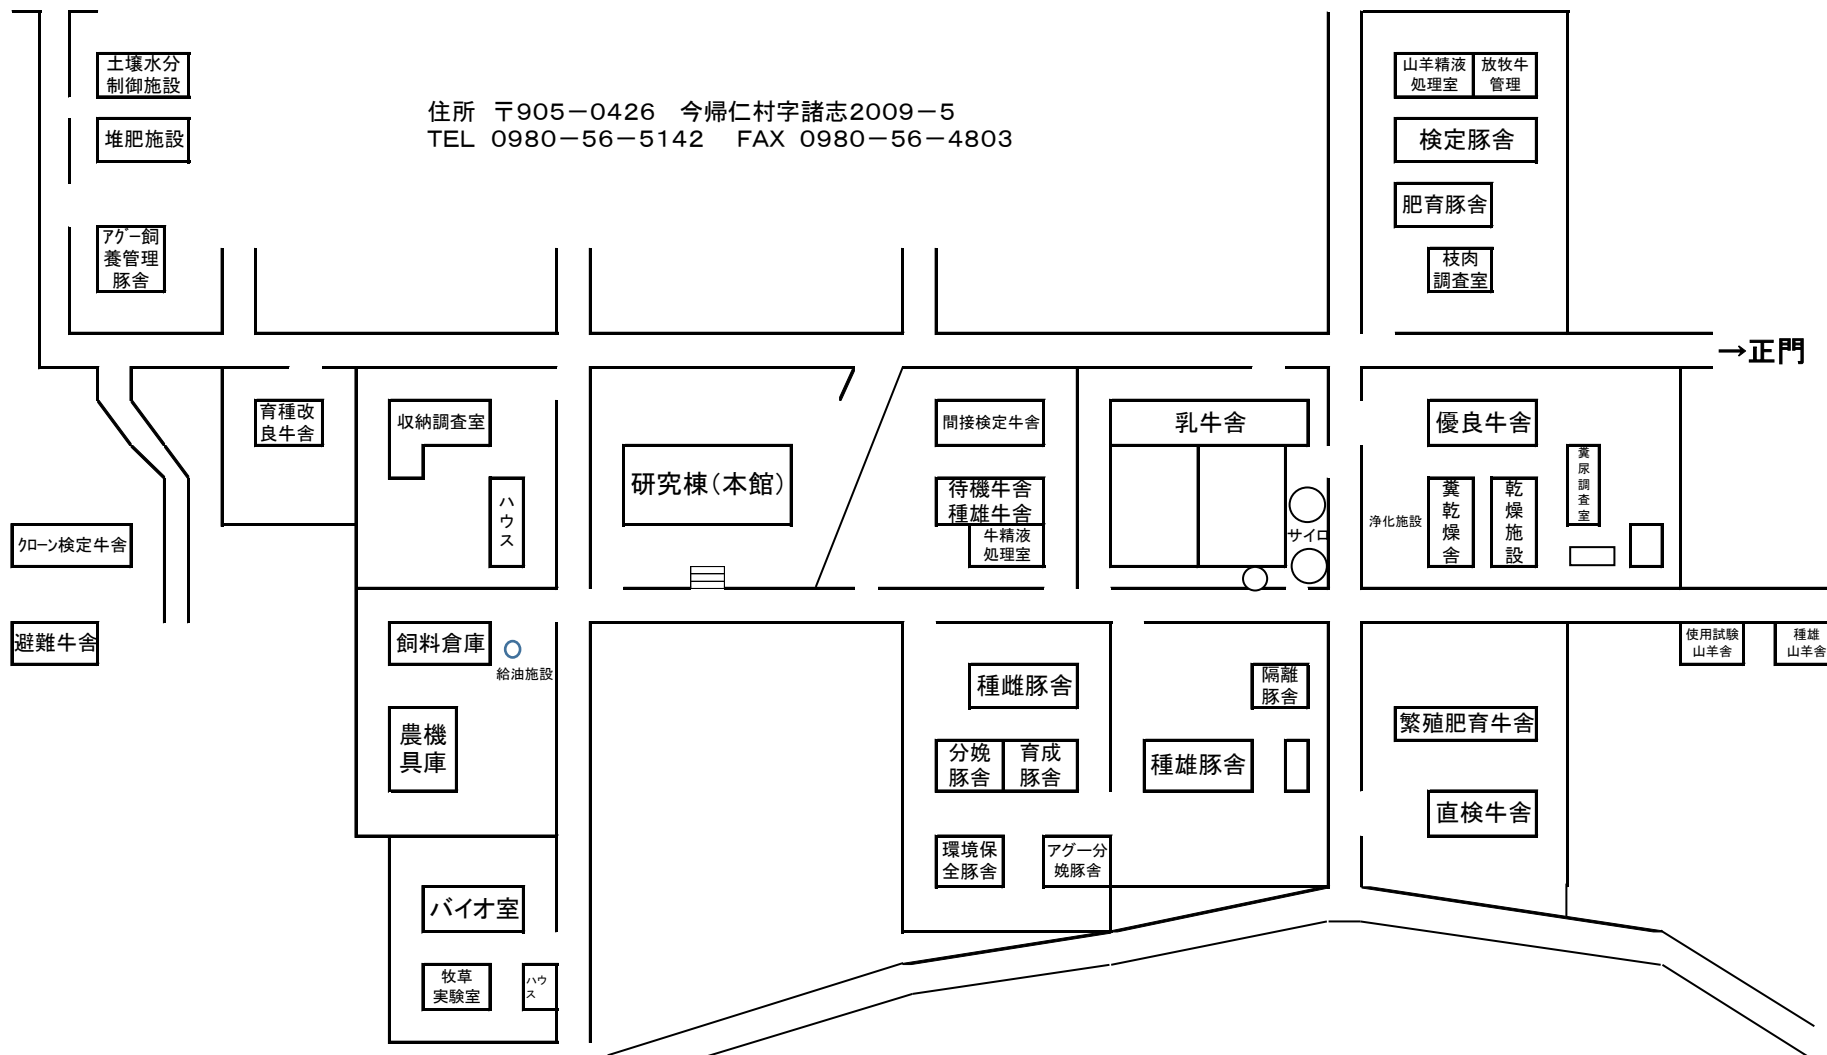 土壌水分
制御施設
堆肥施設
アグー飼
養管理
豚舎
住所 〒905－0426 今帰仁村字諸志2009－5
TEL 0980－56－5142 FAX 0980－56－4803
山羊精液
処理室
放牧牛
管理
検定豚舎
肥育豚舎
枝肉
調査室
→正門
育種改
良牛舎
収納調査室
ハウス
研究棟（本館）
間接検定牛舎
待機牛舎
種雄牛舎
牛精液
処理室
乳牛舎
サイロ
優良牛舎
浄化施設
糞乾燥舎
乾燥施設
糞尿調査室
クローン検定牛舎
避難牛舎
飼料倉庫
給油施設
農機
具庫
種雌豚舎
分娩
豚舎
育成
豚舎
隔離
豚舎
種雄豚舎
環境保
全豚舎
アグー分
娩豚舎
使用試験
山羊舎
種雄
山羊舎
繁殖肥育牛舎
直検牛舎
バイオ室
牧草
実験室
ハウ
ス